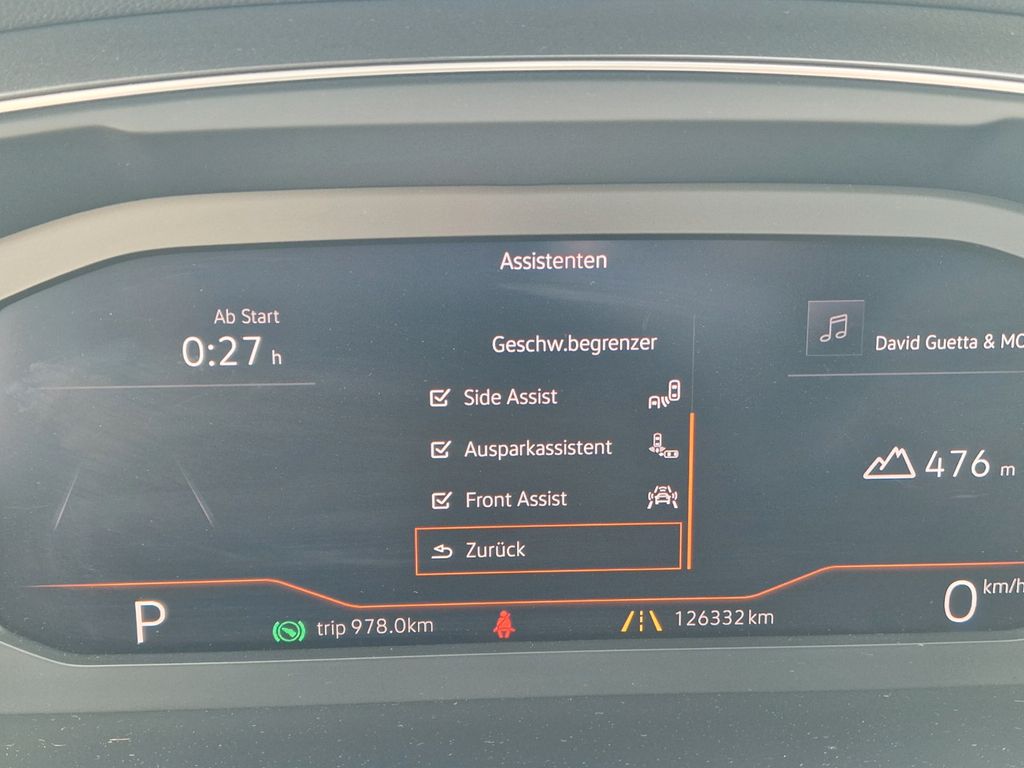 Assistenten
Ab Start
0:27 h
Geschw.begrenzer
Side Assist
Ausparkassistent
Front Assist
Zurück
David Guetta & MO
476 m
P
trip 978.0km
126332km
0 km/h